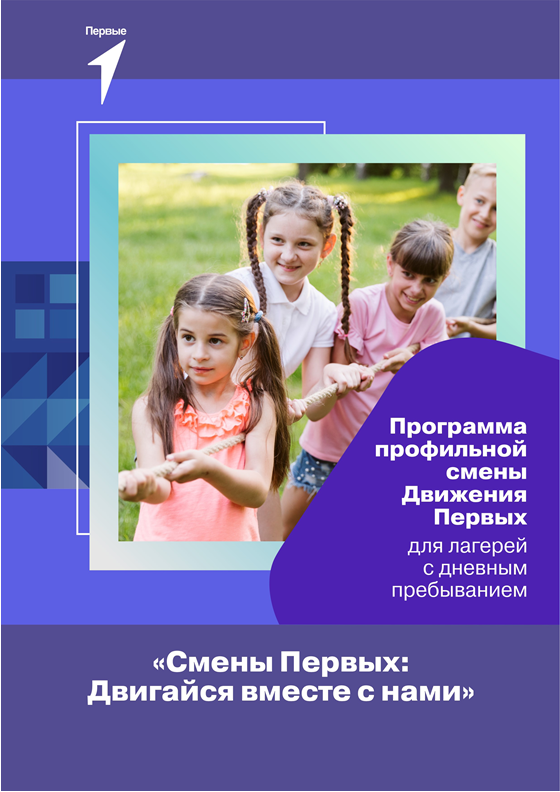 Первые
Программа
профильной
смены
Движения
Первых
для лагерей
с дневным
пребыванием
«Смены Первых:
Двигайся вместе с нами»